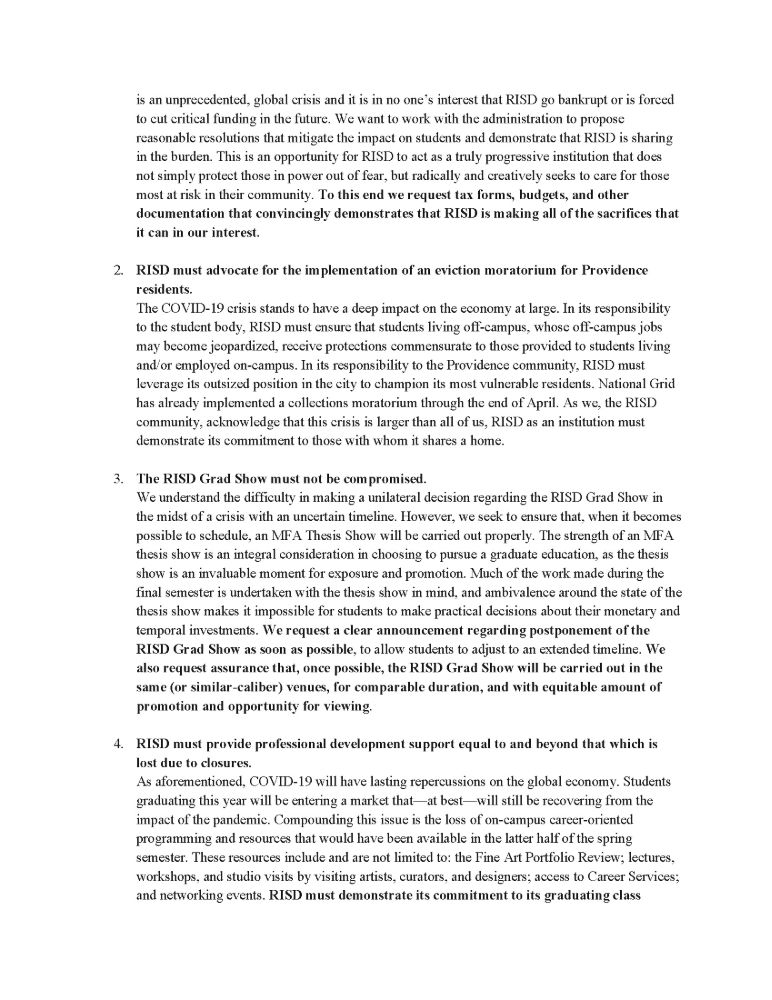 is an unprecedented, global crisis and it is in no one’s interest that RISD go bankrupt or is forced
to cut critical funding in the future. We want to work with the administration to propose
reasonable resolutions that mitigate the impact on students and demonstrate that RISD is sharing
in the burden. This is an opportunity for RISD to act as a truly progressive institution that does
not simply protect those in power out of fear, but radically and creatively seeks to care for those
most at risk in their community. To this end we request tax forms, budgets, and other
documentation that convincingly demonstrates that RISD is making all of the sacrifices that
it can in our interest.
2. RISD must advocate for the implementation of an eviction moratorium for Providence
residents.
The COVID-19 crisis stands to have a deep impact on the economy at large. In its responsibility
to the student body, RISD must ensure that students living off-campus, whose off-campus jobs
may become jeopardized, receive protections commensurate to those provided to students living
and/or employed on-campus. In its responsibility to the Providence community, RISD must
leverage its outsized position in the city to champion its most vulnerable residents. National Grid
has already implemented a collections moratorium through the end of April. As we, the RISD
community, acknowledge that this crisis is larger than all of us, RISD as an institution must
demonstrate its commitment to those with whom it shares a home.
3. The RISD Grad Show must not be compromised.
We understand the difficulty in making a unilateral decision regarding the RISD Grad Show in
the midst of a crisis with an uncertain timeline. However, we seek to ensure that, when it becomes
possible to schedule, an MFA Thesis Show will be carried out properly. The strength of an MFA
thesis show is an integral consideration in choosing to pursue a graduate education, as the thesis
show is an invaluable moment for exposure and promotion. Much of the work made during the
final semester is undertaken with the thesis show in mind, and ambivalence around the state of the
thesis show makes it impossible for students to make practical decisions about their monetary and
temporal investments. We request a clear announcement regarding postponement of the
RISD Grad Show as soon as possible, to allow students to adjust to an extended timeline. We
also request assurance that, once possible, the RISD Grad Show will be carried out in the
same (or similar-caliber) venues, for comparable duration, and with equitable amount of
promotion and opportunity for viewing.
4. RISD must provide professional development support equal to and beyond that which is
lost due to closures.
As aforementioned, COVID-19 will have lasting repercussions on the global economy. Students
graduating this year will be entering a market that—at best—will still be recovering from the
impact of the pandemic. Compounding this issue is the loss of on-campus career-oriented
programming and resources that would have been available in the latter half of the spring
semester. These resources include and are not limited to: the Fine Art Portfolio Review; lectures,
workshops, and studio visits by visiting artists, curators, and designers; access to Career Services;
and networking events. RISD must demonstrate its commitment to its graduating class